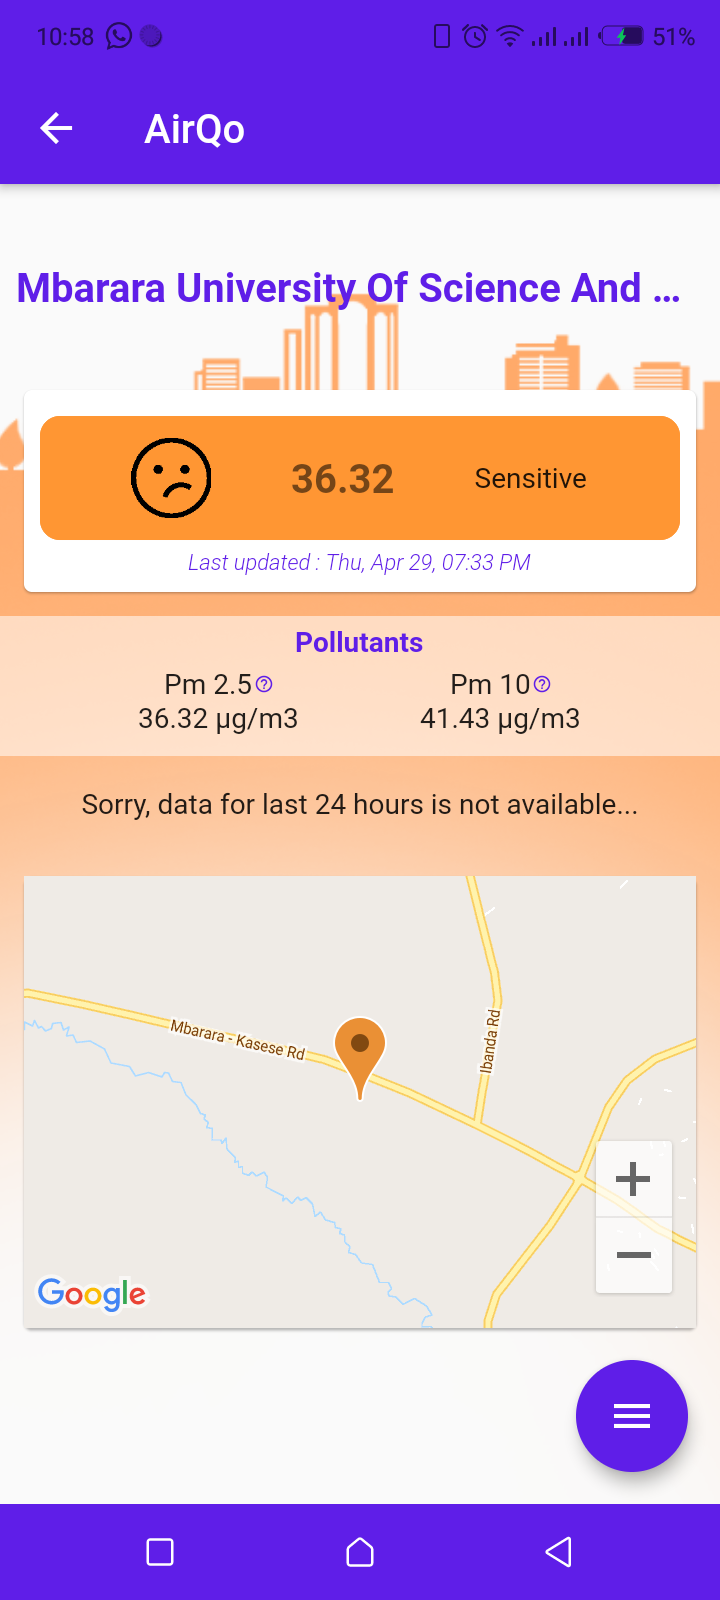 10:58 51%
AirQo
Mbarara University Of Science And ...
36.32 Sensitive
Last updated : Thu, Apr 29, 07:33 PM
Pollutants
Pm 2.5 Pm 10
36.32 µg/m3 41.43 µg/m3
Sorry, data for last 24 hours is not available...
Mbarara - Kasese Rd
Ibanda Rd
Google